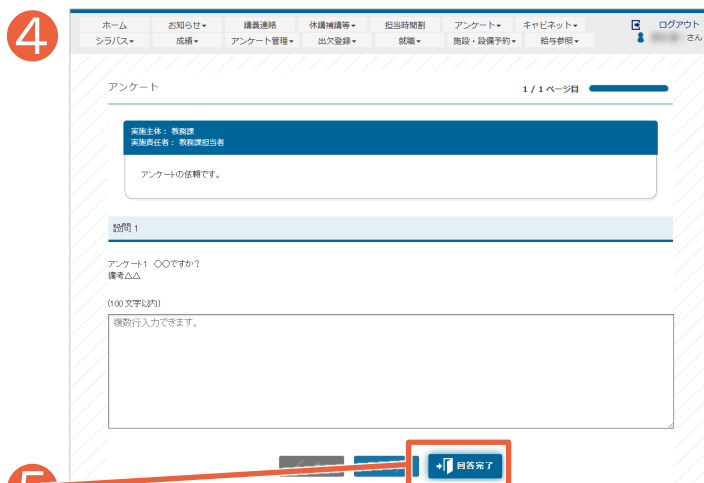 4
ホーム お知らせ▾ 講義連絡 休講補講等▾ 担当時間割 アンケート▾ キャビネット▾ ログアウト
シラバス▾ 成績▾ アンケート管理▾ 出欠登録▾ 就職▾ 施設・設備予約▾ 給与参照▾ さん
アンケート 1 / 1 ページ目
実施主体： 教務課
実施責任者： 教務課担当者
アンケートの依頼です。
設問 1
アンケート1 〇〇ですか？
備考△△
(100 文字以内)
複数行入力できます。
回答完了
5